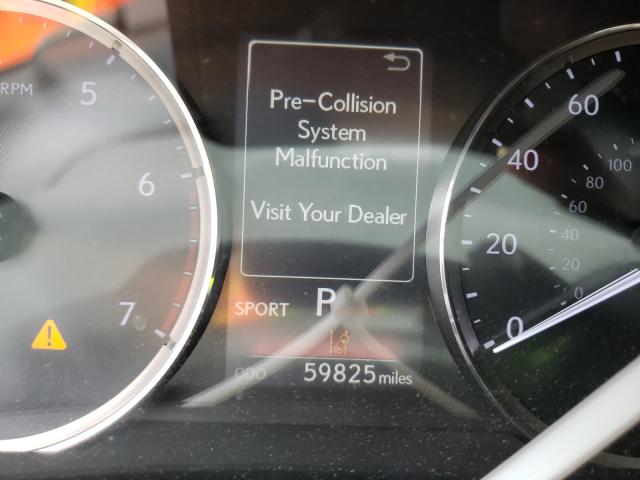 RPM
5
6
7
Pre-Collision
System
Malfunction
Visit Your Dealer
SPORT P
ODO 59825 miles
60
40
20
0
100
80
60
40
20
0